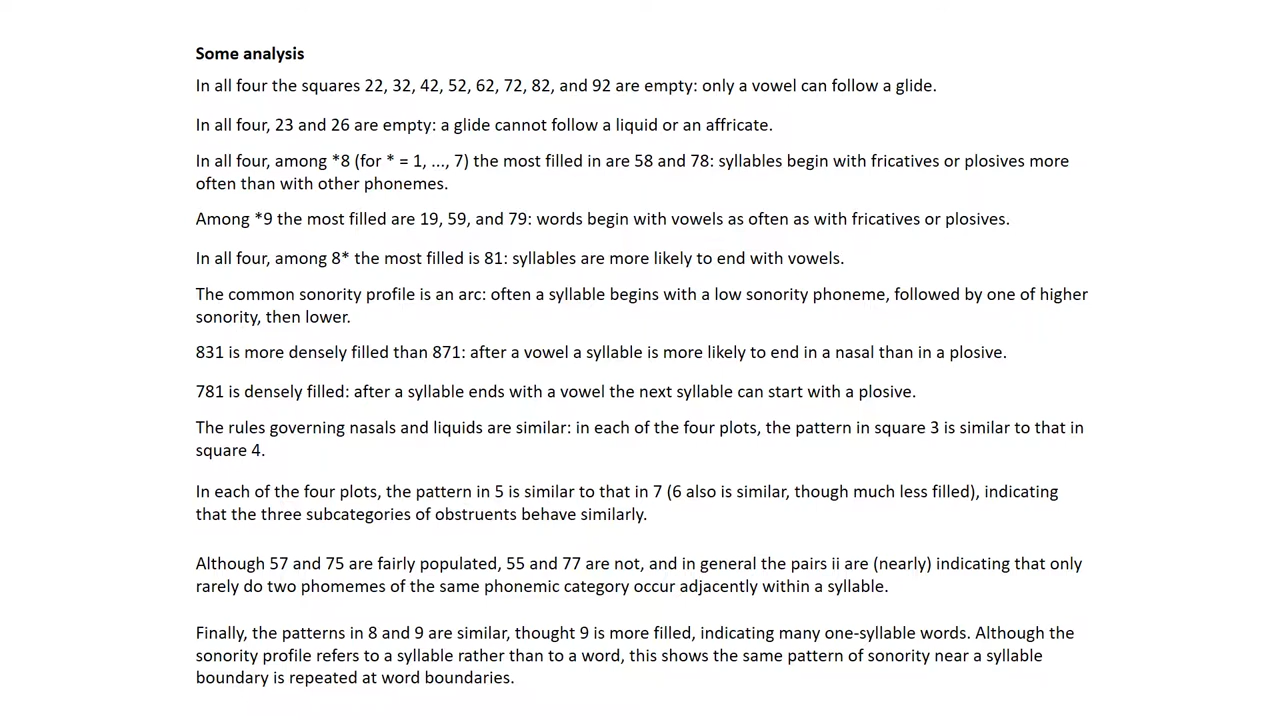 Some analysis
In all four the squares 22, 32, 42, 52, 62, 72, 82, and 92 are empty: only a vowel can follow a glide.
In all four, 23 and 26 are empty: a glide cannot follow a liquid or an affricate.
In all four, among *8 (for * = 1, ..., 7) the most filled in are 58 and 78: syllables begin with fricatives or plosives more
often than with other phonemes.
Among *9 the most filled are 19, 59, and 79: words begin with vowels as often as with fricatives or plosives.
In all four, among 8* the most filled is 81: syllables are more likely to end with vowels.
The common sonority profile is an arc: often a syllable begins with a low sonority phoneme, followed by one of higher
sonority, then lower.
831 is more densely filled than 871: after a vowel a syllable is more likely to end in a nasal than in a plosive.
781 is densely filled: after a syllable ends with a vowel the next syllable can start with a plosive.
The rules governing nasals and liquids are similar: in each of the four plots, the pattern in square 3 is similar to that in
square 4.
In each of the four plots, the pattern in 5 is similar to that in 7 (6 also is similar, though much less filled), indicating
that the three subcategories of obstruents behave similarly.
Although 57 and 75 are fairly populated, 55 and 77 are not, and in general the pairs ii are (nearly) indicating that only
rarely do two phomemes of the same phonemic category occur adjacently within a syllable.
Finally, the patterns in 8 and 9 are similar, thought 9 is more filled, indicating many one-syllable words. Although the
sonority profile refers to a syllable rather than to a word, this shows the same pattern of sonority near a syllable
boundary is repeated at word boundaries.